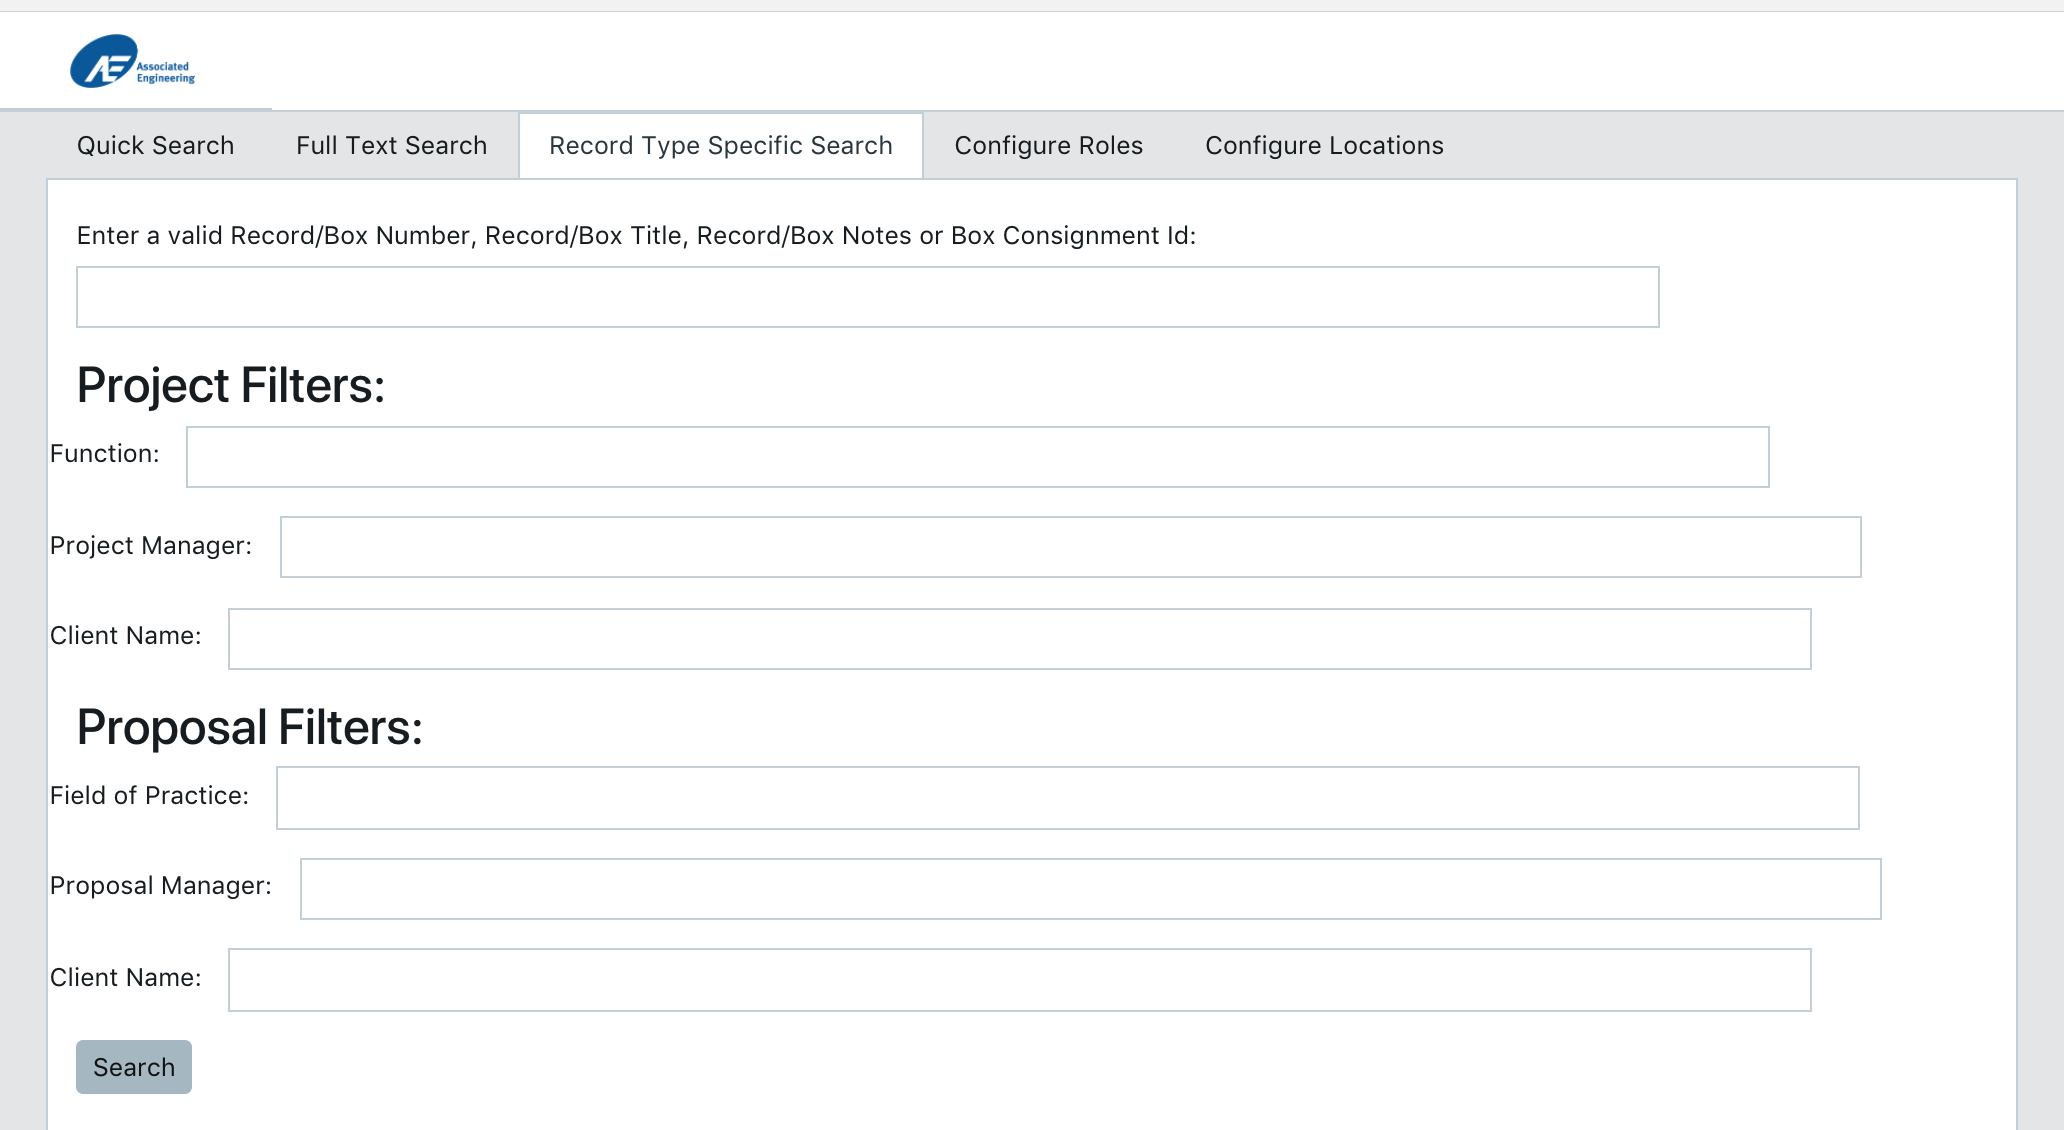 AE Associated
Engineering
Quick Search Full Text Search Record Type Specific Search Configure Roles Configure Locations
Enter a valid Record/Box Number, Record/Box Title, Record/Box Notes or Box Consignment Id:
Project Filters:
Function:
Project Manager:
Client Name:
Proposal Filters:
Field of Practice:
Proposal Manager:
Client Name:
Search